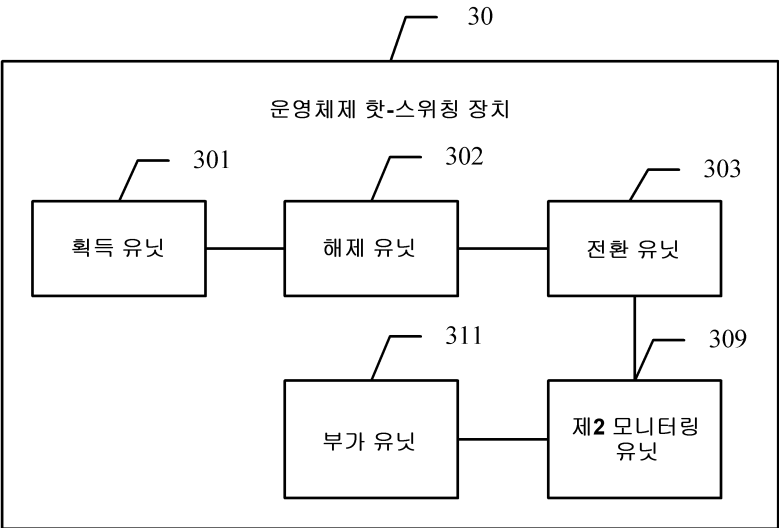 30
운영체제 핫-스위칭 장치
301
302
303
획득 유닛
해제 유닛
전환 유닛
311
309
부가 유닛
제2 모니터링
유닛